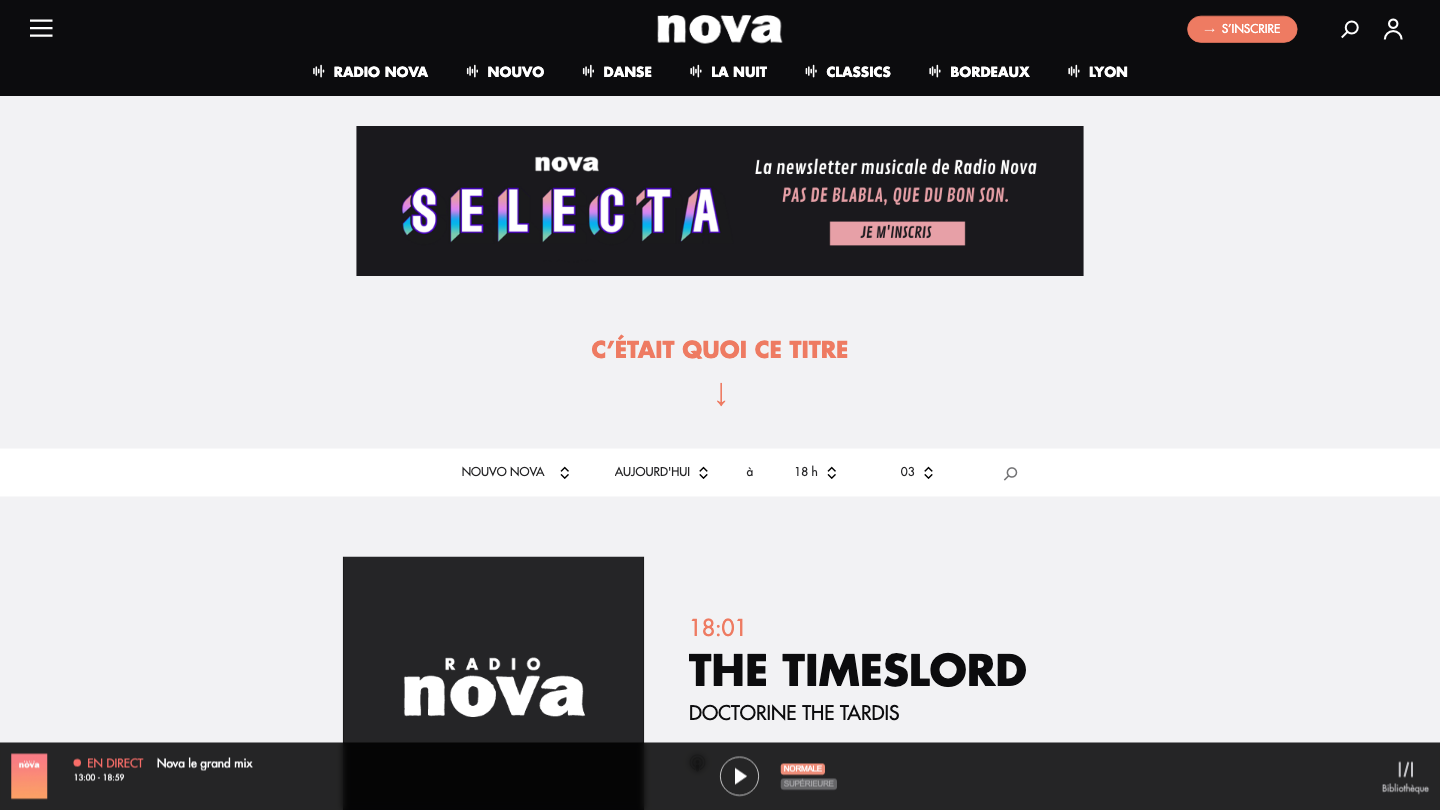 nova
→ S'INSCRIRE
RADIO NOVA
NOUVO
DANSE
LA NUIT
CLASSICS
BORDEAUX
LYON
nova
SELECTA
La newsletter musicale de Radio Nova
PAS DE BLABLA, QUE DU BON SON.
JE M'INSCRIS
C'ÉTAIT QUOI CE TITRE
↓
NOUVO NOVA
AUJOURD'HUI
à
18 h
03
RADIO
nova
18:01
THE TIMESLORD
DOCTORINE THE TARDIS
nova
EN DIRECT Nova le grand mix
13:00 - 18:59
NORMALE
SUPÉRIEURE
Bibliothèque